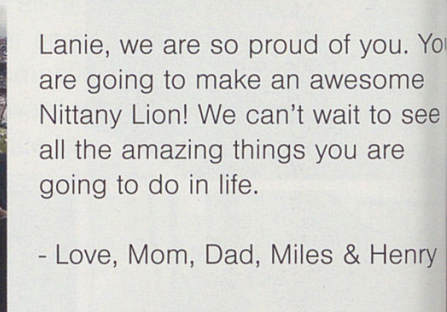 Lanie, we are so proud of you. You
are going to make an awesome
Nittany Lion! We can't wait to see
all the amazing things you are
going to do in life.
- Love, Mom, Dad, Miles & Henry